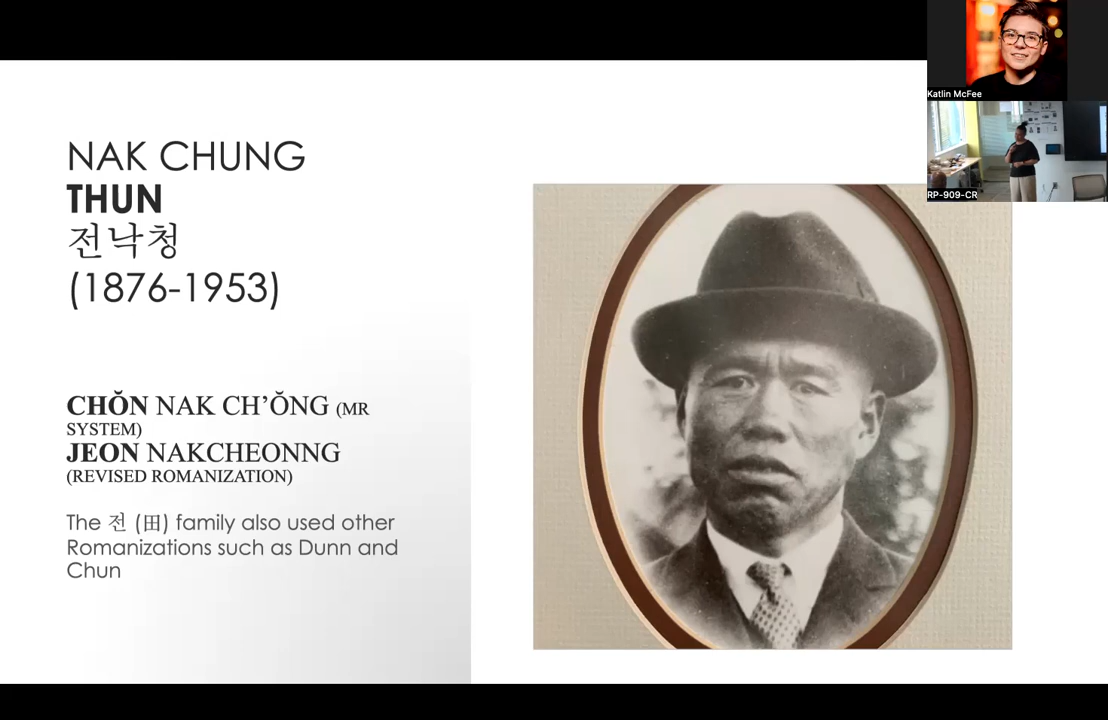 NAK CHUNG
THUN
전낙청
(1876-1953)
CHŎN NAK CH’ŎNG (MR
SYSTEM)
JEON NAKCHEONNG
(REVISED ROMANIZATION)
The 전 (田) family also used other
Romanizations such as Dunn and
Chun
Katlin McFee
RP-909-CR